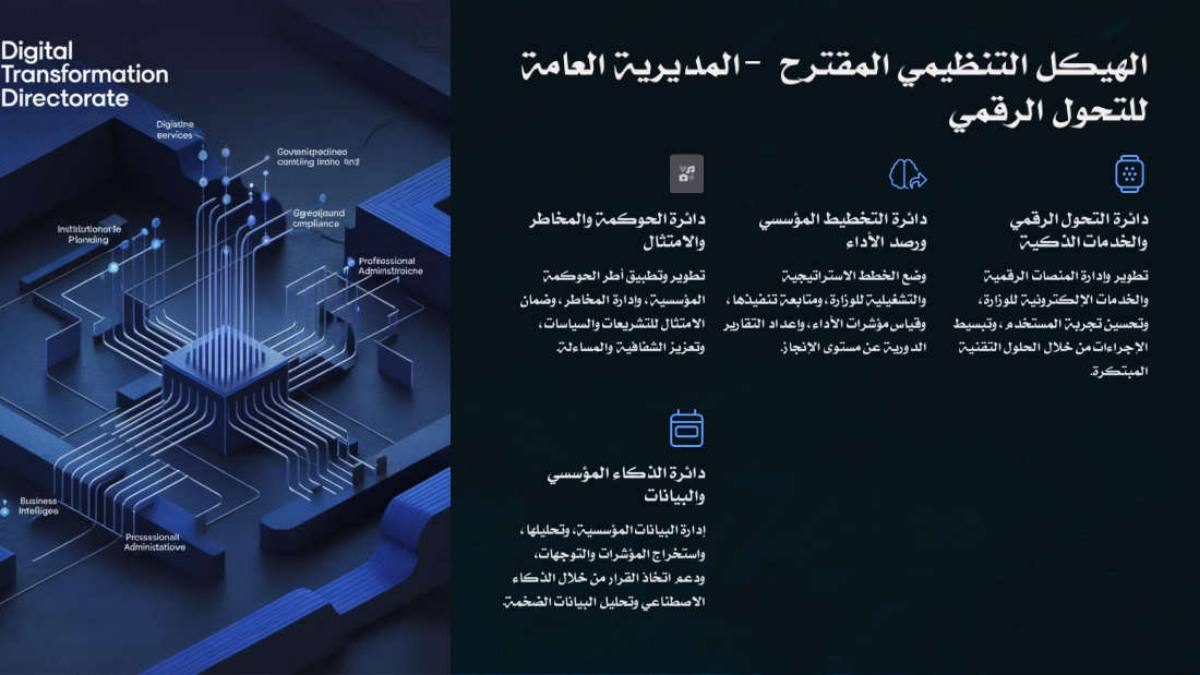 Digital
Transformation
Directorate
الهيكل التنظيمي المقترح - المديرية العامة
للتحول الرقمي
دائرة التحول الرقمي
والخدمات الذكية
تطوير وإدارة المنصات الرقمية
والخدمات الإلكترونية للوزارة،
وتحسين تجربة المستخدم، وتبسيط
الإجراءات من خلال الحلول التقنية
المبتكرة.
دائرة التخطيط المؤسسي
ورصد الأداء
وضع الخطط الاستراتيجية
والتشغيلية للوزارة، ومتابعة تنفيذها،
وقياس مؤشرات الأداء، وإعداد التقارير
الدورية عن مستوى الإنجاز.
دائرة الحوكمة والمخاطر
والامتثال
تطوير وتطبيق أطر الحوكمة
المؤسسية، وإدارة المخاطر، وضمان
الامتثال للتشريعات والسياسات،
وتعزيز الشفافية والمساءلة.
دائرة الذكاء المؤسسي
والبيانات
إدارة البيانات المؤسسية، وتحليلها،
واستخراج المؤشرات والتوجهات،
ودعم اتخاذ القرار من خلال الذكاء
الاصطناعي وتحليل البيانات الضخمة.
services
Business